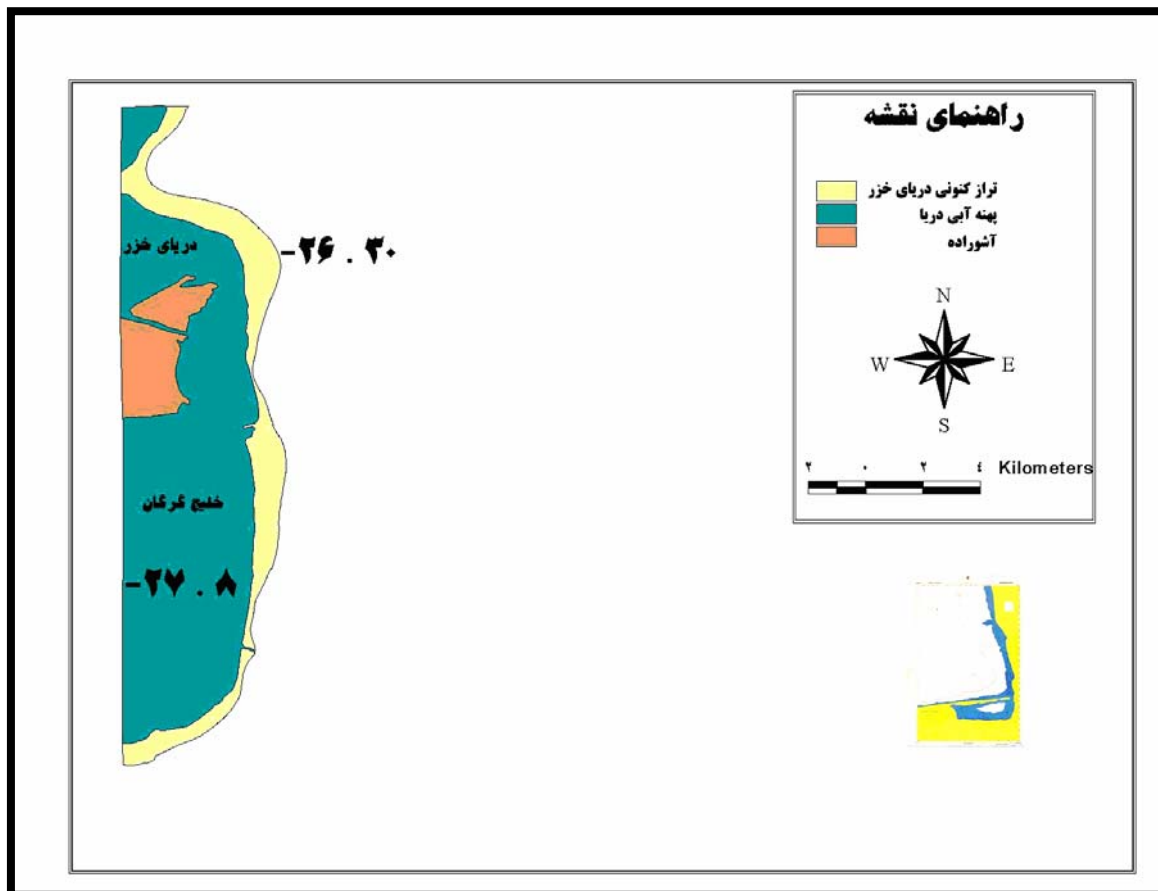 راهنمای نقشه
تراز کنونی دریای خزر
پهنه آبی دریا
آشوراده
N
W
E
S
۲ ۰ ۲ ٤ Kilometers
دریای خزر
-۲۶.۳۰
خلیج گرگان
-۲۷.۸